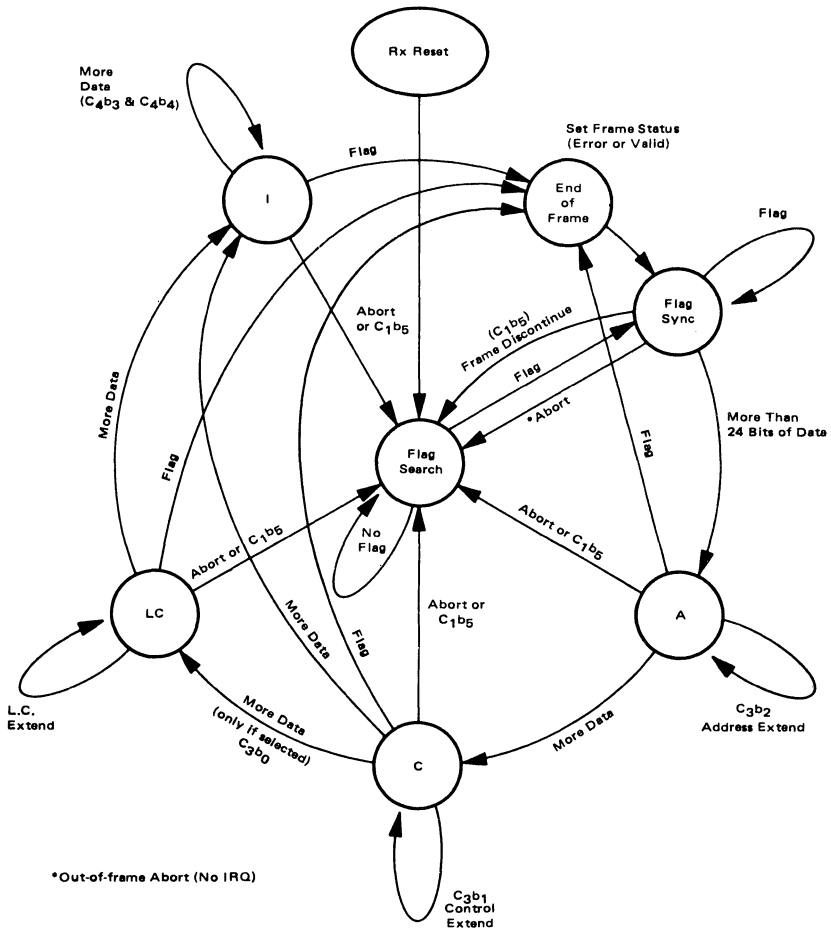 Rx Reset
More
Data
(C4b3 & C4b4)
Set Frame Status
(Error or Valid)
Flag
I
End
of
Frame
Flag
Flag
Sync
Abort
or C1b5
(C1b5)
Frame Discontinue
Flag
*Abort
More Data
Flag
Flag
Search
Flag
More Than
24 Bits of Data
No
Flag
Abort or C1b5
Abort or C1b5
LC
More Data
Flag
Abort or
C1b5
A
L.C.
Extend
More Data
(only if selected)
C3b0
More Data
C3b2
Address Extend
C
*Out-of-frame Abort (No IRQ)
C3b1
Control
Extend